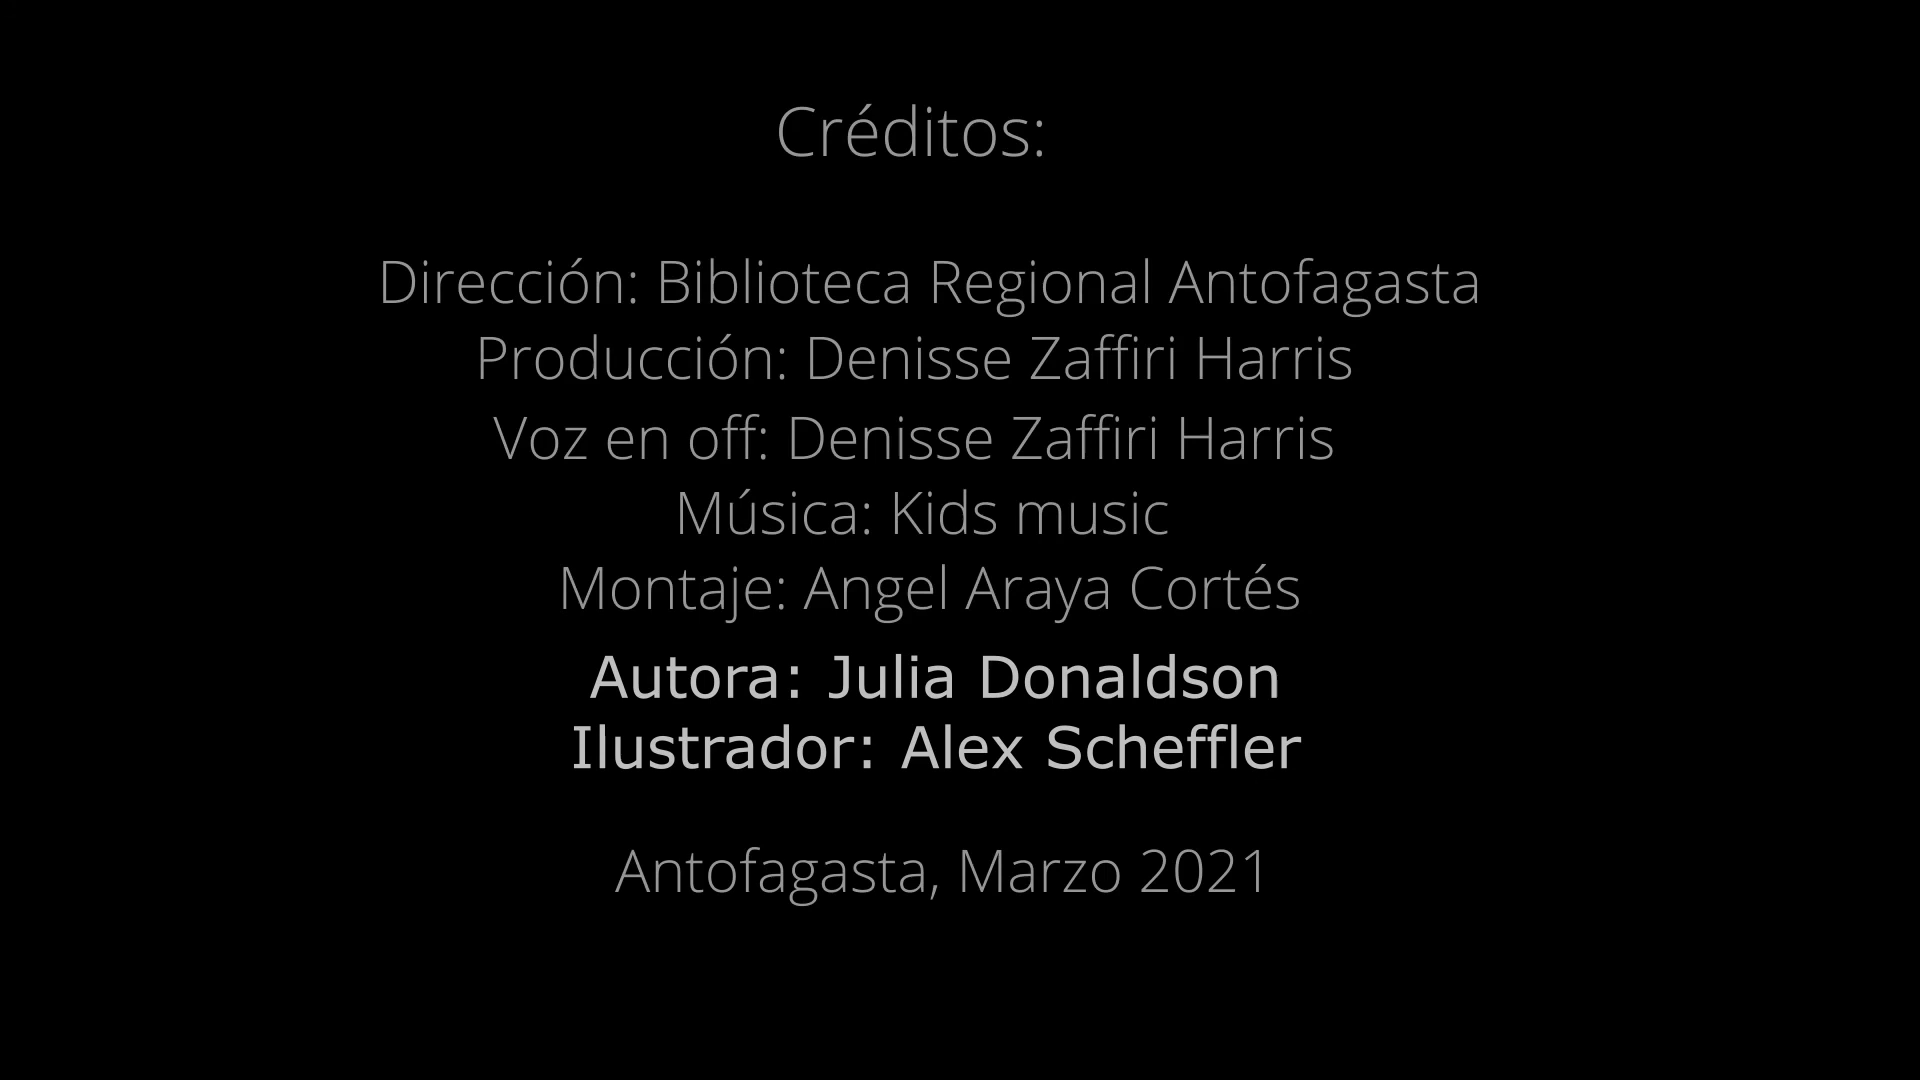 Créditos:
Dirección: Biblioteca Regional Antofagasta
Producción: Denisse Zaffiri Harris
Voz en off: Denisse Zaffiri Harris
Música: Kids music
Montaje: Angel Araya Cortés
Autora: Julia Donaldson
Ilustrador: Alex Scheffler
Antofagasta, Marzo 2021